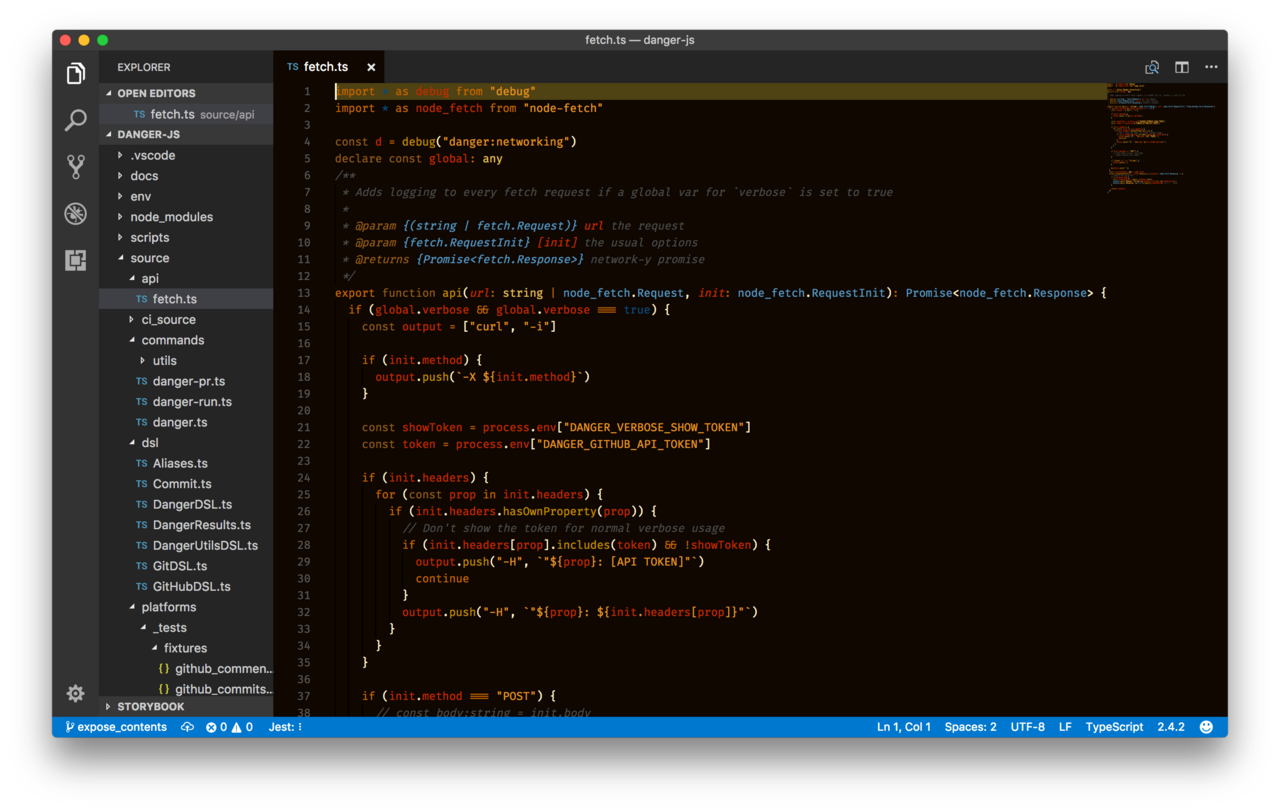 fetch.ts — danger-js
EXPLORER
OPEN EDITORS
TS fetch.ts source/api
DANGER-JS
.vscode
docs
env
node_modules
scripts
source
api
TS fetch.ts
ci_source
commands
utils
TS danger-pr.ts
TS danger-run.ts
TS danger.ts
dsl
TS Aliases.ts
TS Commit.ts
TS DangerDSL.ts
TS DangerResults.ts
TS DangerUtilsDSL.ts
TS GitDSL.ts
TS GitHubDSL.ts
platforms
_tests
fixtures
{} github_commen...
{} github_commits...
STORYBOOK
TS fetch.ts ×
1 import * as debug from "debug"
2 import * as node_fetch from "node-fetch"
3
4 const d = debug("danger:networking")
5 declare const global: any
6 /**
7 * Adds logging to every fetch request if a global var for `verbose` is set to true
8 *
9 * @param {(string | fetch.Request)} url the request
10 * @param {fetch.RequestInit} [init] the usual options
11 * @returns {Promise<fetch.Response>} network-y promise
12 */
13 export function api(url: string | node_fetch.Request, init: node_fetch.RequestInit): Promise<node_fetch.Response> {
14 if (global.verbose && global.verbose === true) {
15 const output = ["curl", "-i"]
16
17 if (init.method) {
18 output.push(`-X ${init.method}`)
19 }
20
21 const showToken = process.env["DANGER_VERBOSE_SHOW_TOKEN"]
22 const token = process.env["DANGER_GITHUB_API_TOKEN"]
23
24 if (init.headers) {
25 for (const prop in init.headers) {
26 if (init.headers.hasOwnProperty(prop)) {
27 // Don't show the token for normal verbose usage
28 if (init.headers[prop].includes(token) && !showToken) {
29 output.push("-H", `"${prop}: [API TOKEN]"`)
30 continue
31 }
32 output.push("-H", `"${prop}: ${init.headers[prop]}"`)
33 }
34 }
35 }
36
37 if (init.method === "POST") {
38 // const body:string = init.body
expose_contents 0 0 Jest: Ln 1, Col 1 Spaces: 2 UTF-8 LF TypeScript 2.4.2